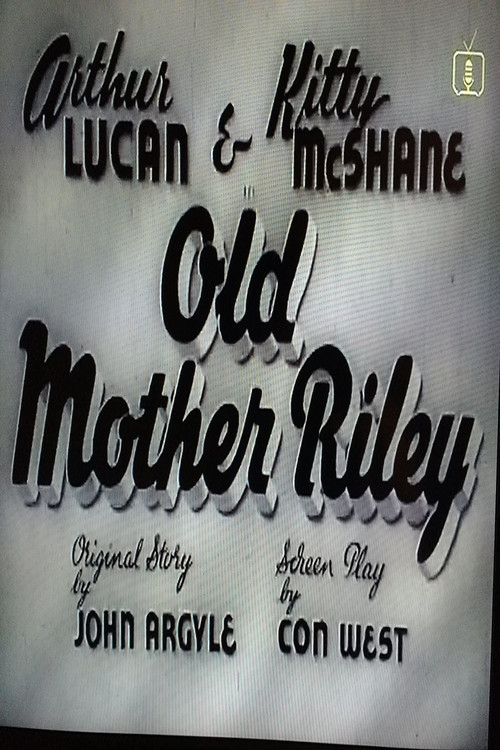 Arthur Kitty
LUCAN & McSHANE
in
Old
Mother Riley
Original Story Screen Play
by by
JOHN ARGYLE CON WEST